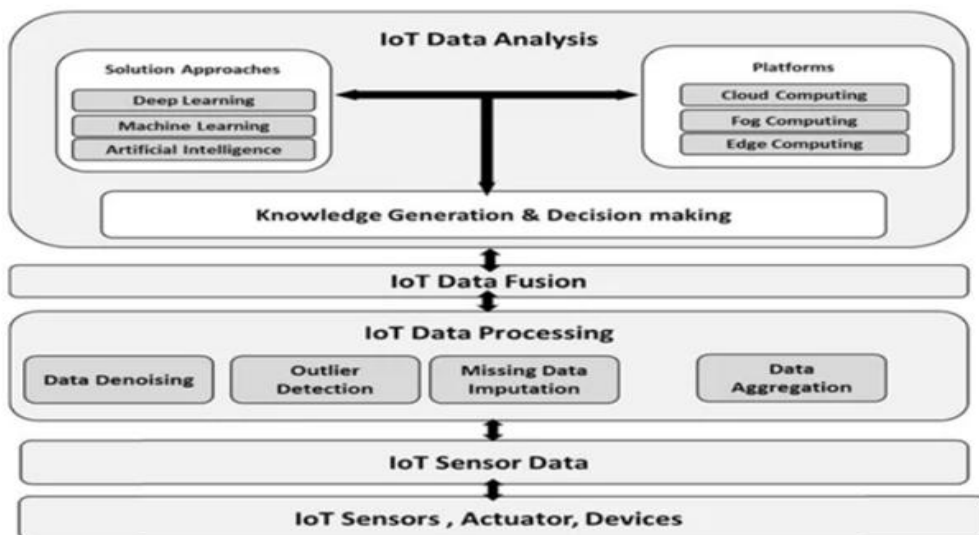 IoT Data Analysis
Solution Approaches
Deep Learning
Machine Learning
Artificial Intelligence
Platforms
Cloud Computing
Fog Computing
Edge Computing
Knowledge Generation & Decision making
IoT Data Fusion
IoT Data Processing
Data Denoising
Outlier
Detection
Missing Data
Imputation
Data
Aggregation
IoT Sensor Data
IoT Sensors , Actuator, Devices